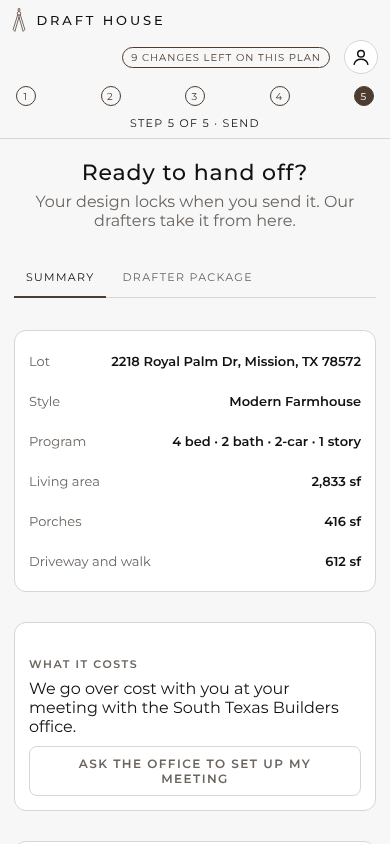 DRAFT HOUSE
9 CHANGES LEFT ON THIS PLAN
1 2 3 4 5
STEP 5 OF 5 · SEND
Ready to hand off?
Your design locks when you send it. Our
drafters take it from here.
SUMMARY DRAFTER PACKAGE
Lot 2218 Royal Palm Dr, Mission, TX 78572
Style Modern Farmhouse
Program 4 bed · 2 bath · 2-car · 1 story
Living area 2,833 sf
Porches 416 sf
Driveway and walk 612 sf
WHAT IT COSTS
We go over cost with you at your
meeting with the South Texas Builders
office.
ASK THE OFFICE TO SET UP MY
MEETING